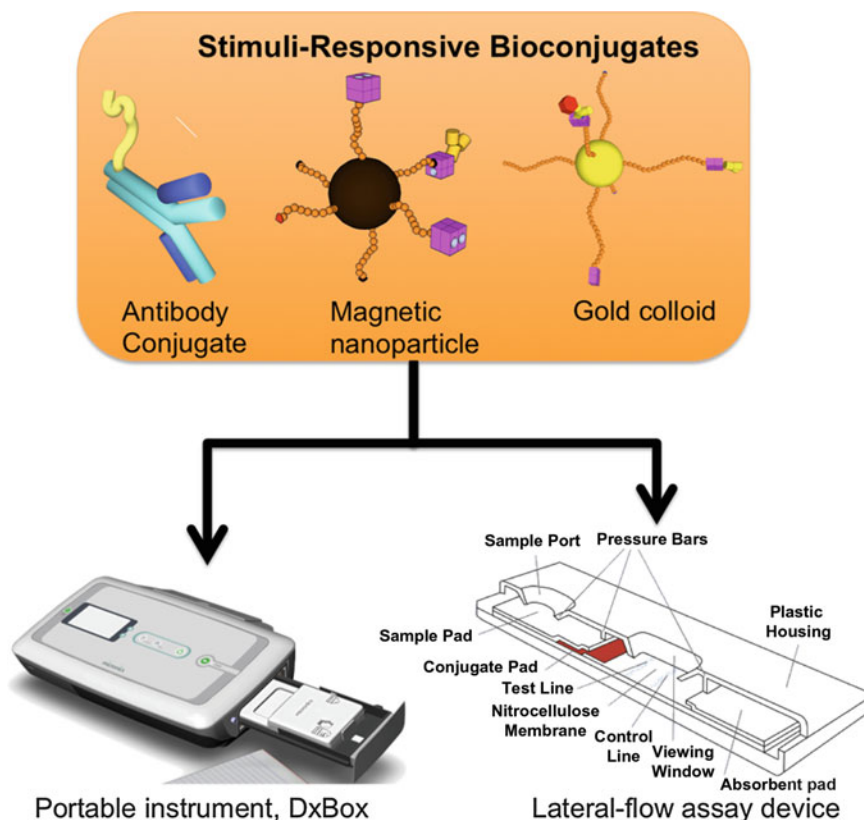 Stimuli-Responsive Bioconjugates
Antibody
Conjugate
Magnetic
nanoparticle
Gold colloid
Sample Port
Pressure Bars
Plastic
Housing
Sample Pad
Conjugate Pad
Test Line
Nitrocellulose
Membrane
Control
Line
Viewing
Window
Absorbent pad
Portable instrument, DxBox
Lateral-flow assay device